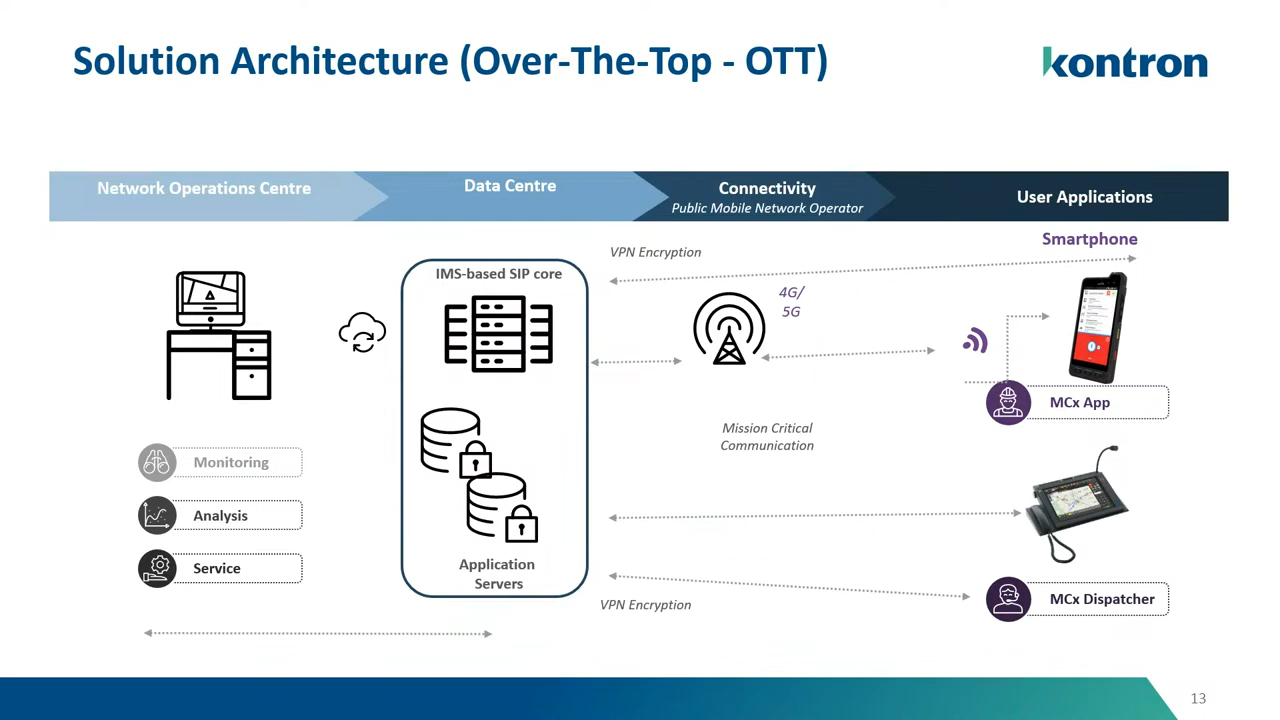 Solution Architecture (Over-The-Top - OTT)
kontron
Network Operations Centre
Data Centre
Connectivity
Public Mobile Network Operator
User Applications
Smartphone
VPN Encryption
IMS-based SIP core
4G/
5G
MCx App
Mission Critical
Communication
Monitoring
Analysis
Service
Application
Servers
VPN Encryption
MCx Dispatcher
13